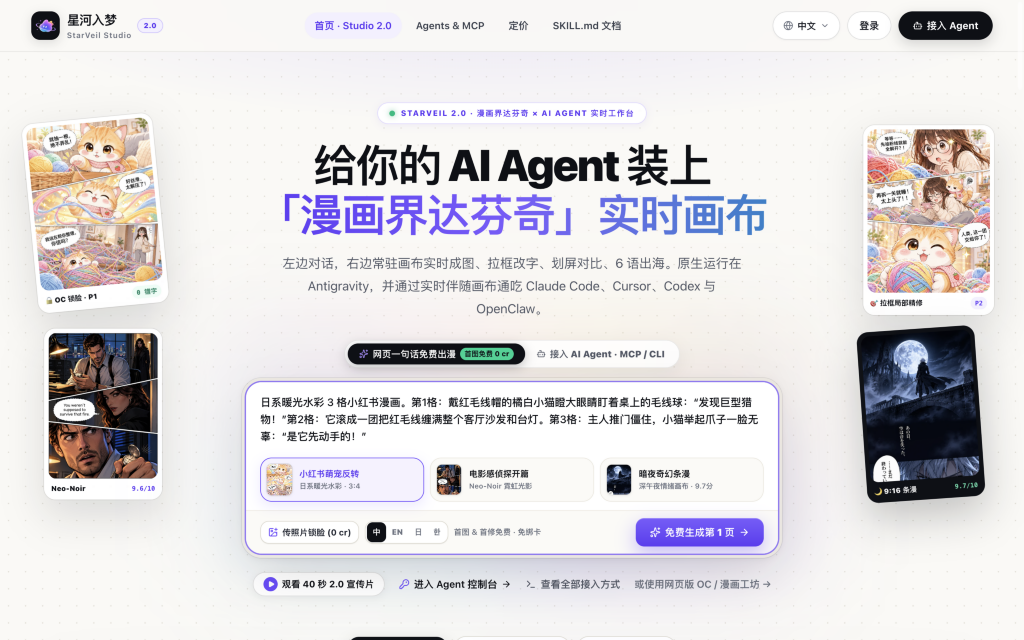 星河入梦
StarVeil Studio
2.0
首页 · Studio 2.0
Agents & MCP
定价
SKILL.md 文档
中文
登录
接入 Agent
STARVEIL 2.0 · 漫画界达芬奇 × AI AGENT 实时工作台
给你的 AI Agent 装上
「漫画界达芬奇」实时画布
左边对话，右边常驻画布实时成图、拉框改字、划屏对比、6 语出海。原生运行在
Antigravity，并通过实时伴随画布通吃 Claude Code、Cursor、Codex 与
OpenClaw。
网页一句话免费出漫 首图免费 0 cr
接入 AI Agent · MCP / CLI
日系暖光水彩 3 格小红书漫画。第1格：戴红毛线帽的橘白小猫瞪大眼睛盯着桌上的毛线球：“发现巨型猎
物！”第2格：它滚成一团把红毛线缠满整个客厅沙发和台灯。第3格：主人推门僵住，小猫举起爪子一脸无
辜：“是它先动手的！”
小红书萌宠反转
日系暖光水彩 · 3:4
电影感侦探开篇
Neo-Noir 霓虹光影
暗夜奇幻条漫
深午夜情绪画布 · 9.7分
传照片锁脸 (0 cr)
中
EN
日
한
首图 & 首修免费 · 免绑卡
免费生成第 1 页 →
观看 40 秒 2.0 宣传片
进入 Agent 控制台 →
查看全部接入方式
或使用网页版 OC / 漫画工坊 →
OC 锁脸 · P1
0 错字
You weren't
supposed to
survive that fire.
Neo-Noir
9.6/10
拉框局部精修
P2
9:16 条漫
9.7/10